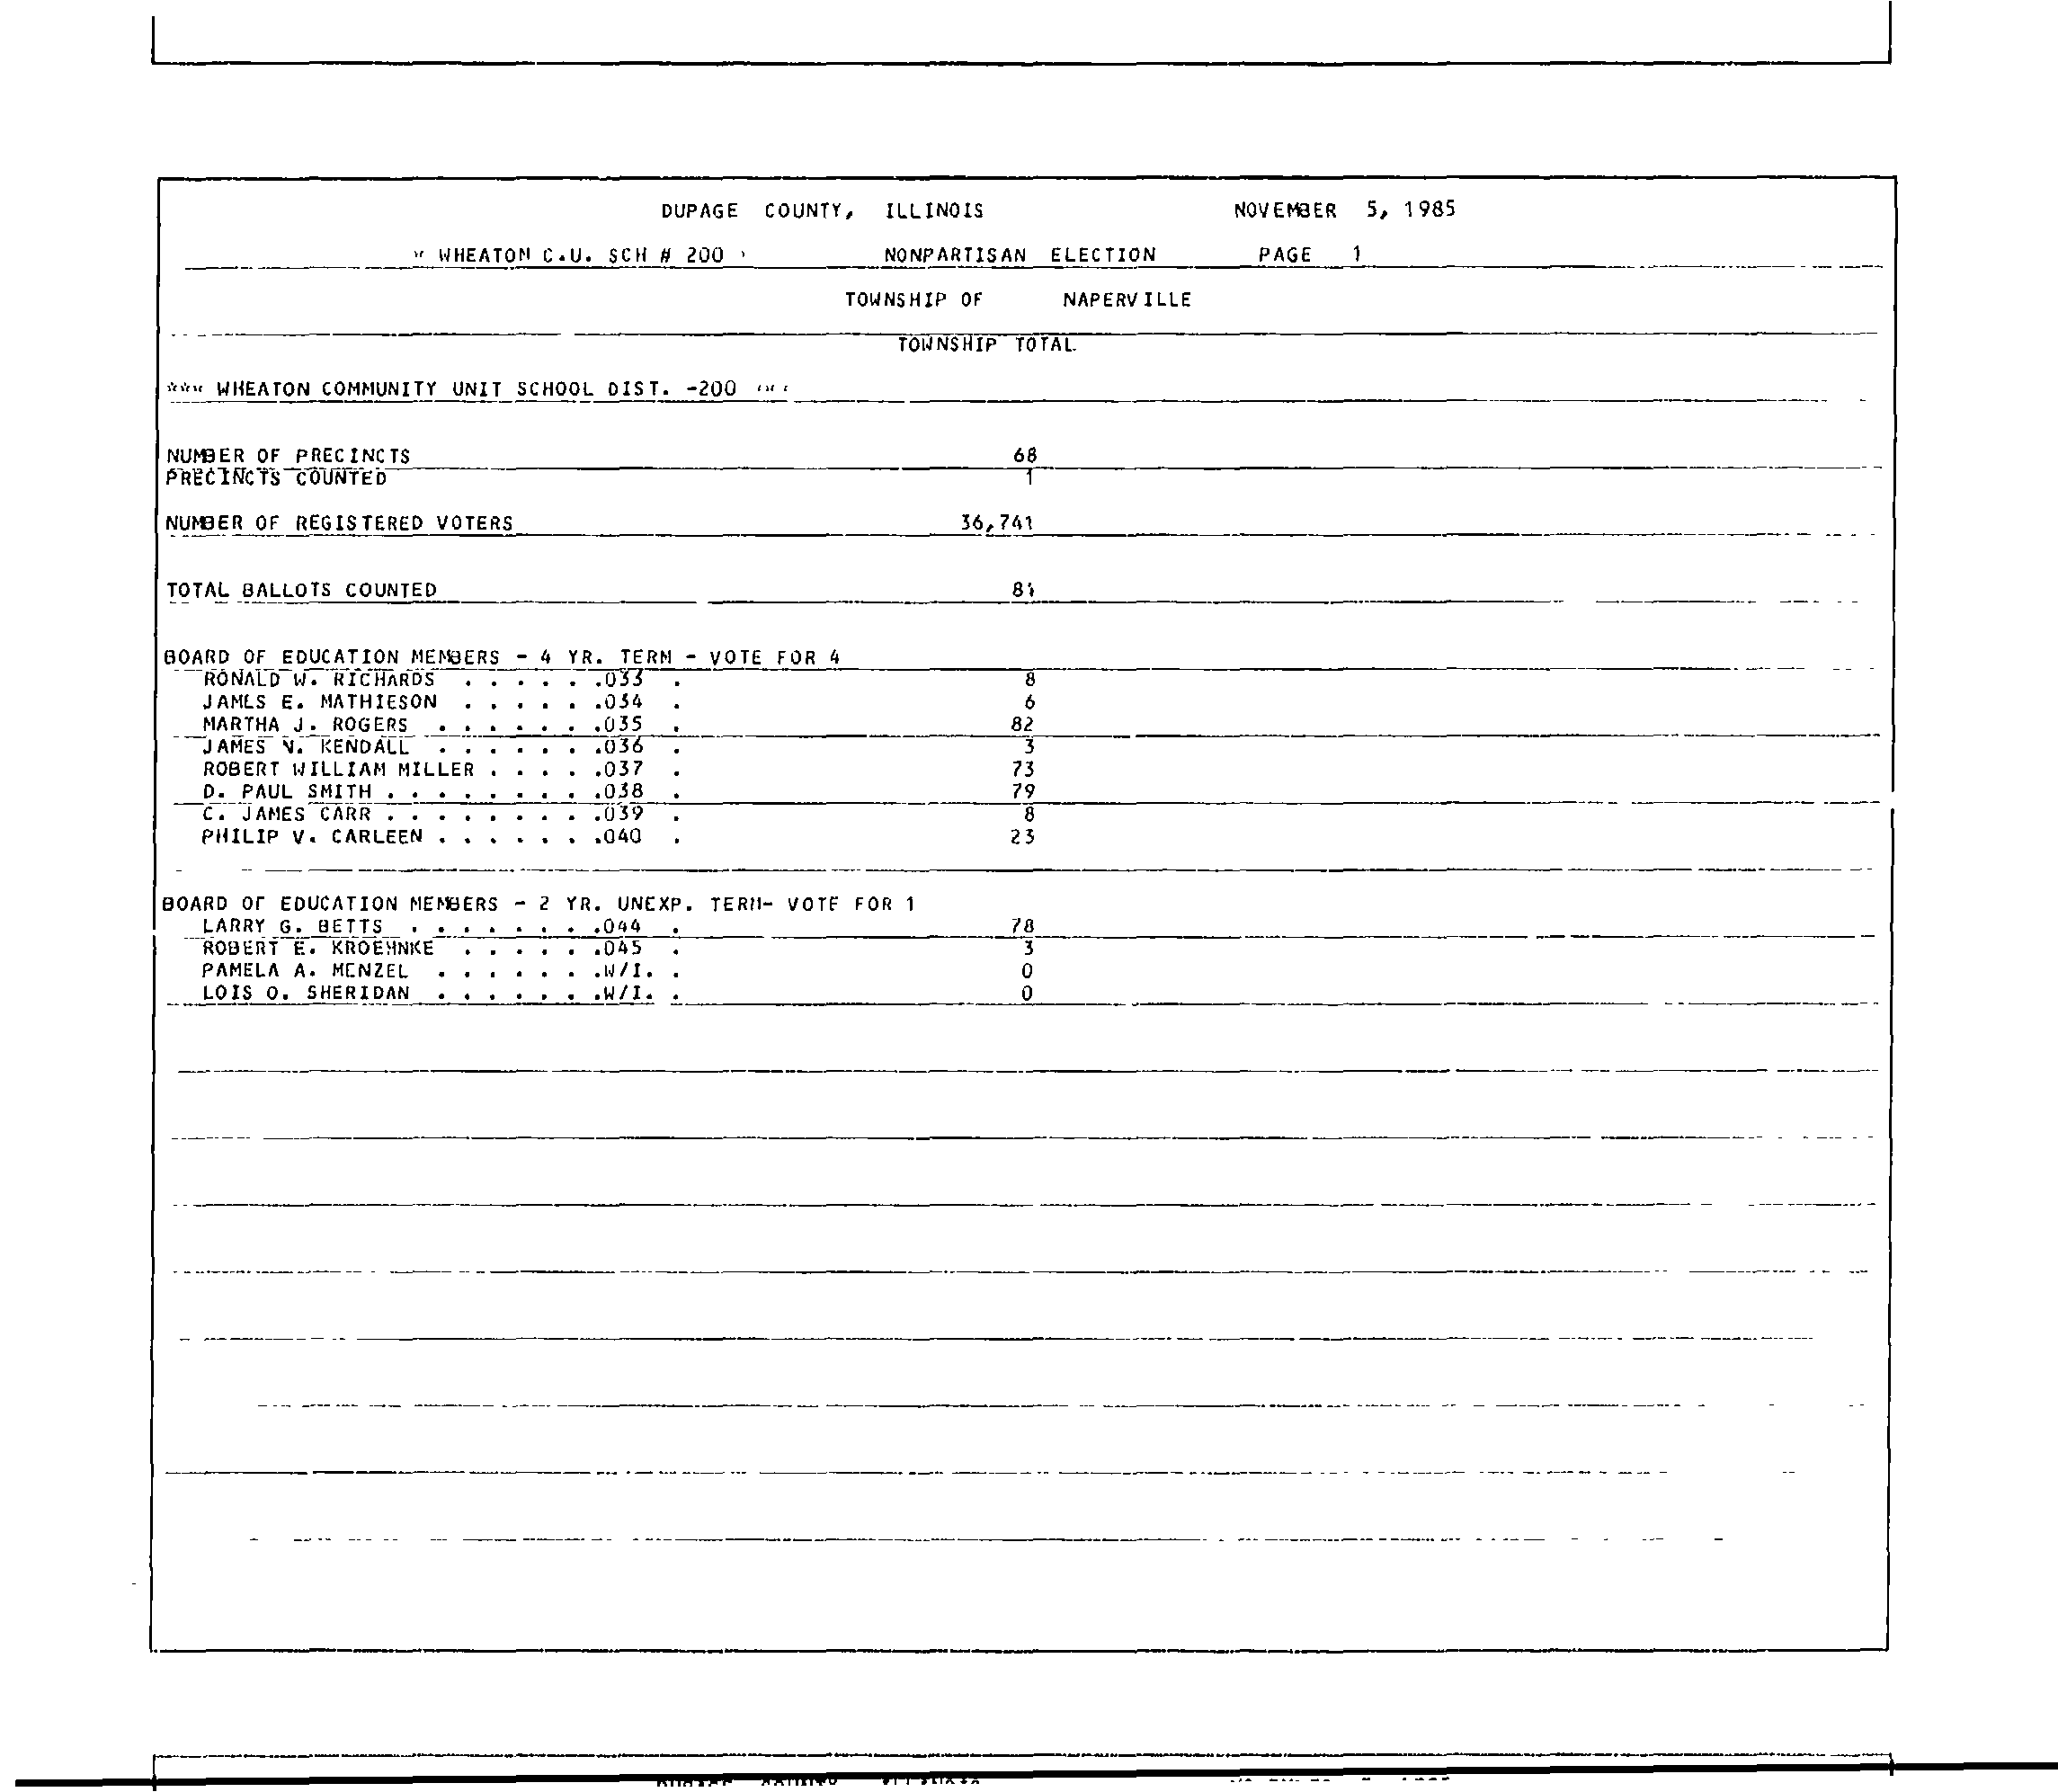 DUPAGE COUNTY, ILLINOIS NOVEMBER 5, 1985
* WHEATON C.U. SCH # 200 * NONPARTISAN ELECTION PAGE 1
TOWNSHIP OF NAPERVILLE
TOWNSHIP TOTAL
*** WHEATON COMMUNITY UNIT SCHOOL DIST. -200 ***
NUMBER OF PRECINCTS 68
PRECINCTS COUNTED 1
NUMBER OF REGISTERED VOTERS 36,741
TOTAL BALLOTS COUNTED
BOARD OF EDUCATION MEMBERS - 4 YR. TERM - VOTE FOR 4
RONALD W. RICHARDS . . . . . .033 . 8
JAMES E. MATHIESON . . . . . .034 . 6
MARTHA J. ROGERS . . . . . . .035 . 82
JAMES V. KENDALL . . . . . . .036 . 3
ROBERT WILLIAM MILLER . . . . .037 . 73
D. PAUL SMITH . . . . . . . . .038 . 79
C. JAMES CARR . . . . . . . . .039 . 8
PHILIP V. CARLEEN . . . . . . .040 . 23
BOARD OF EDUCATION MEMBERS - 2 YR. UNEXP. TERM- VOTE FOR 1
LARRY G. BETTS . . . . . . . .044 . 78
ROBERT E. KROEHNKE . . . . . .045 . 3
PAMELA A. MENZEL . . . . . . .W/I. . 0
LOIS O. SHERIDAN . . . . . . .W/I. . 0